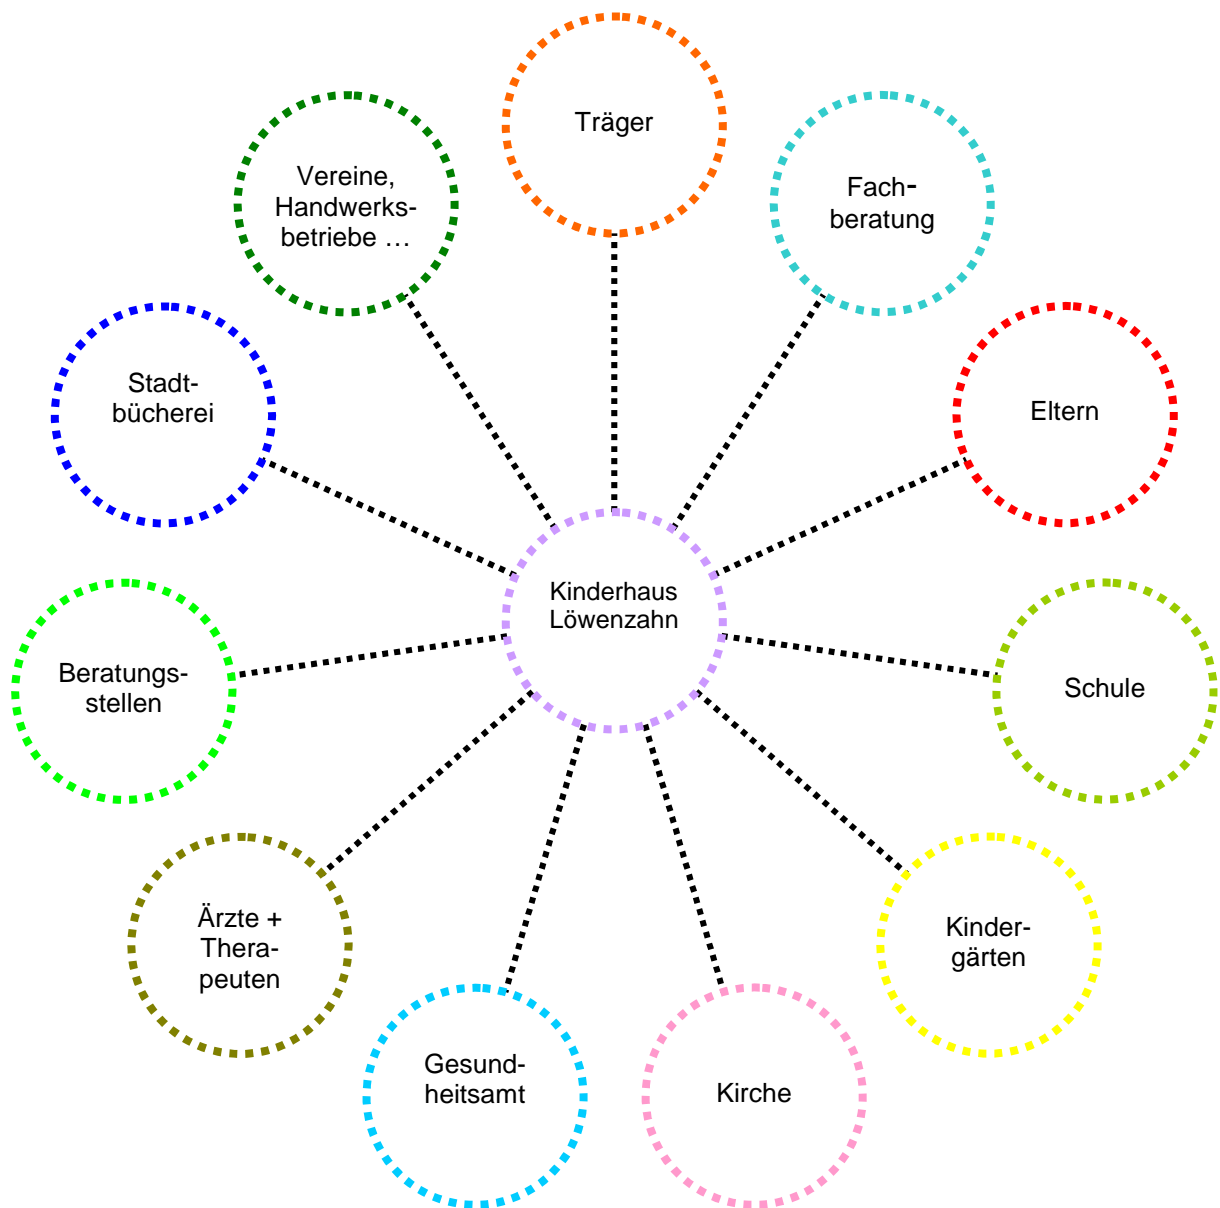 Träger
Vereine,
Handwerks-
betriebe …
Fach-
beratung
Stadt-
bücherei
Eltern
Kinderhaus
Löwenzahn
Beratungs-
stellen
Schule
Ärzte +
Thera-
peuten
Kinder-
gärten
Gesund-
heitsamt
Kirche